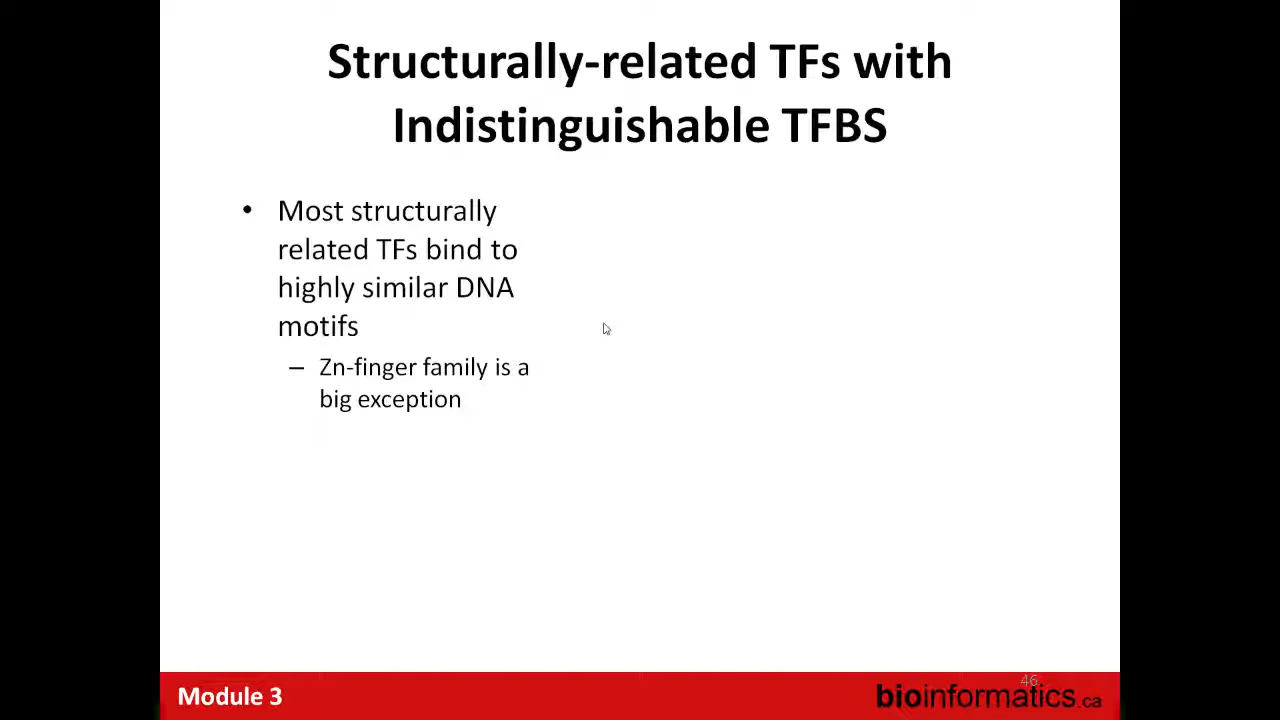 Structurally-related TFs with
Indistinguishable TFBS
• Most structurally
related TFs bind to
highly similar DNA
motifs
– Zn-finger family is a
big exception
46
Module 3
bioinformatics.ca